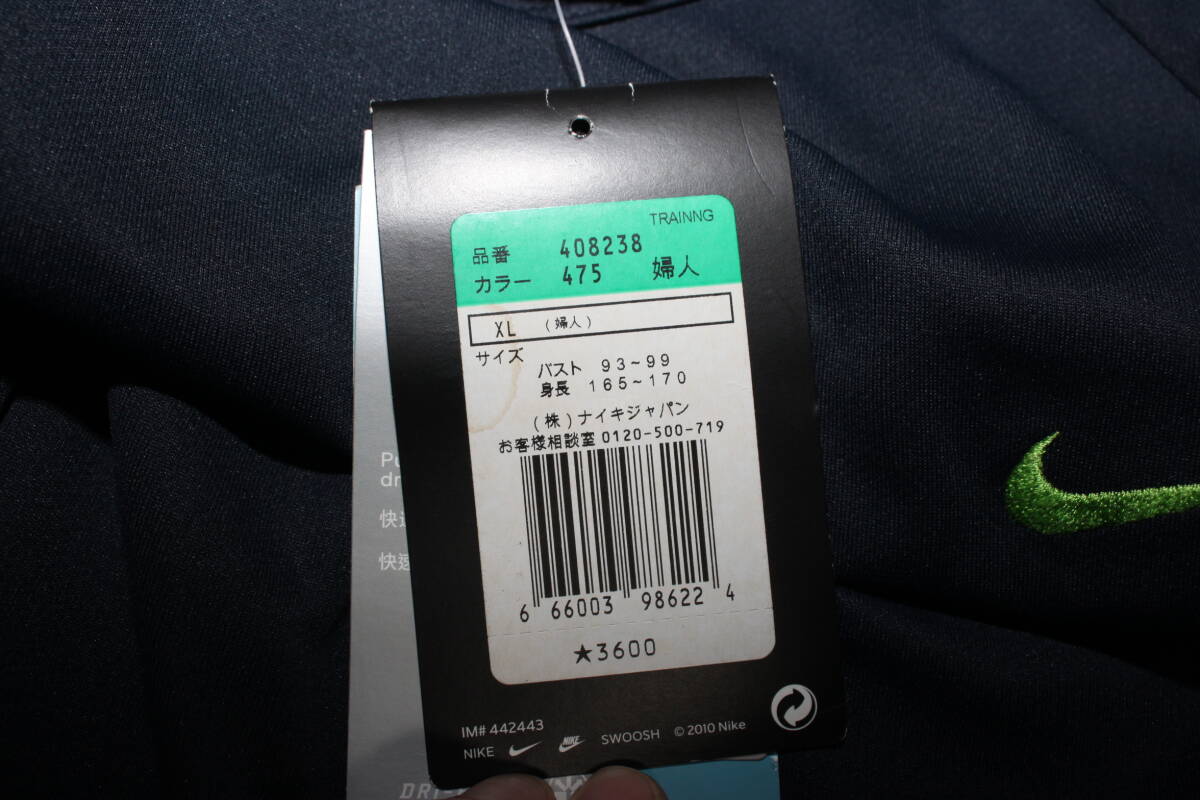 TRAINNG
品番 408238
カラー 475 婦人
XL (婦人)
サイズ
バスト 93~99
身長 165~170
(株)ナイキジャパン
お客様相談室 0120-500-719
6 66003 98622 4
★3600
IM# 442443
NIKE NIKE SWOOSH © 2010 Nike
快速